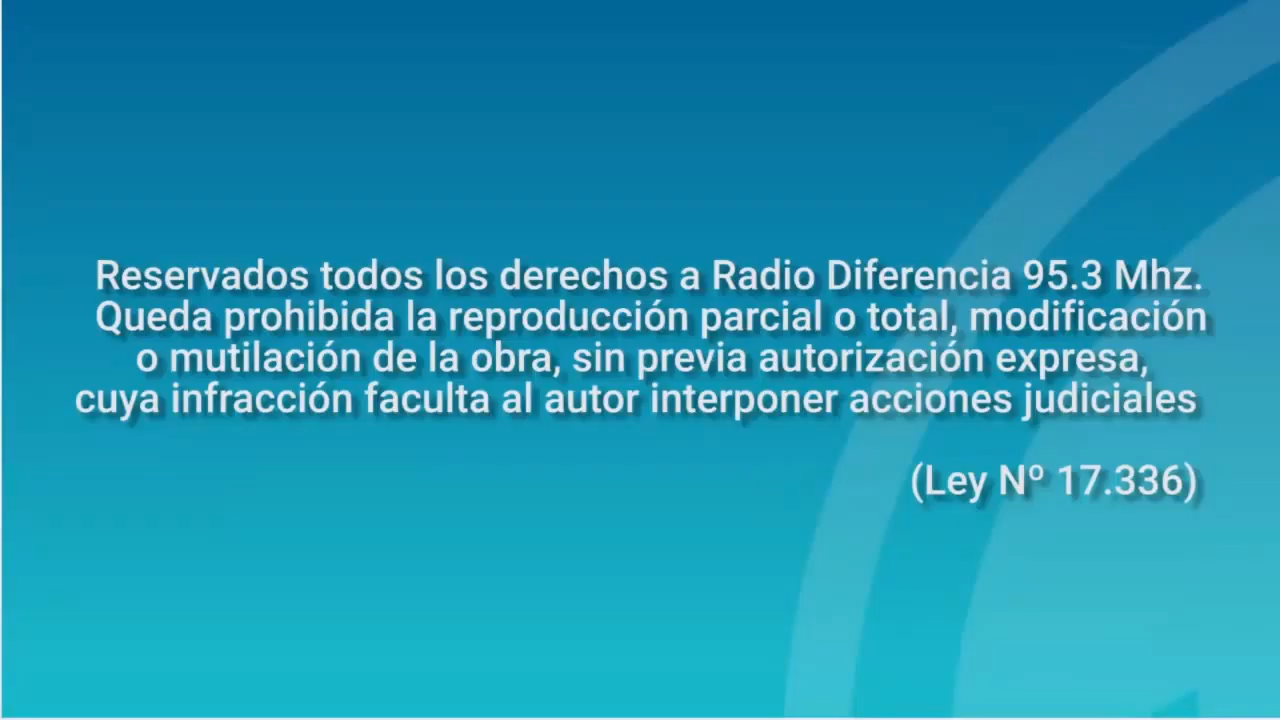 Reservados todos los derechos a Radio Diferencia 95.3 Mhz.
Queda prohibida la reproducción parcial o total, modificación
o mutilación de la obra, sin previa autorización expresa,
cuya infracción faculta al autor interponer acciones judiciales
(Ley Nº 17.336)